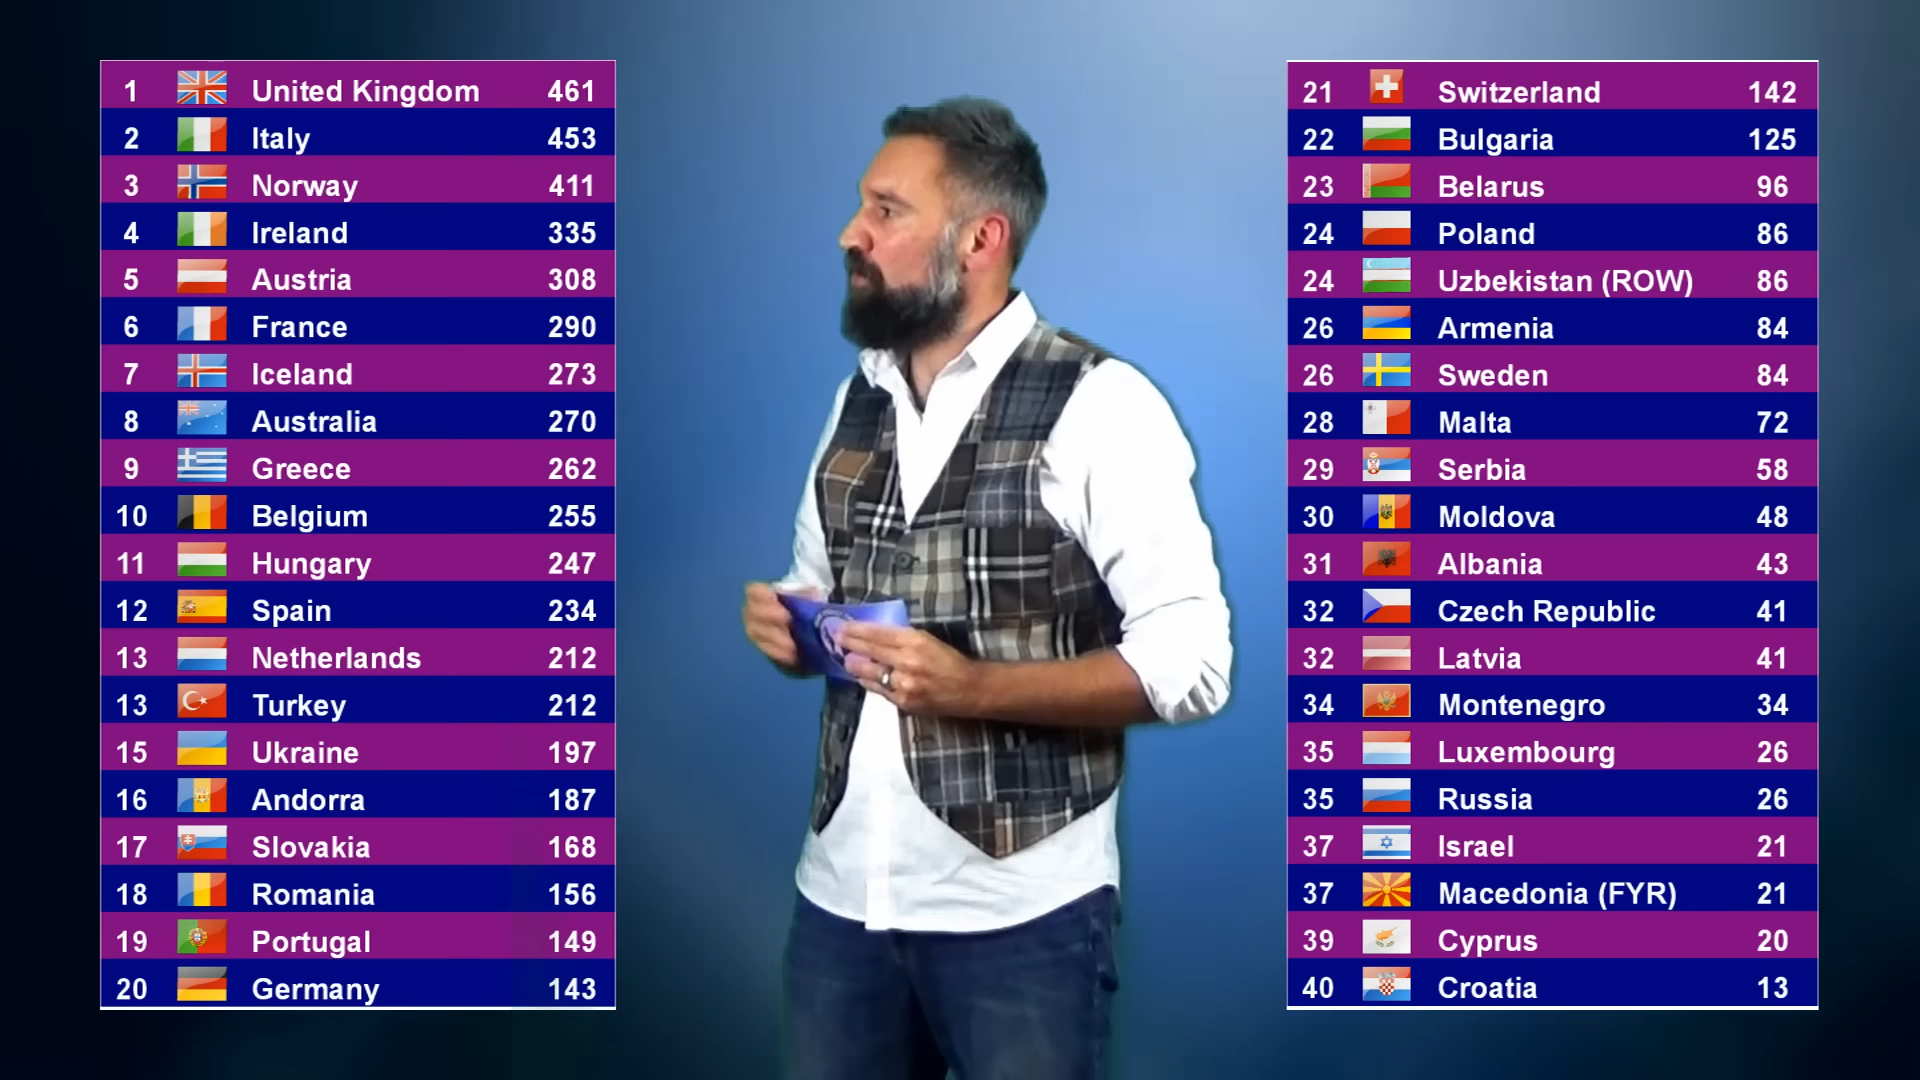 1 United Kingdom 461
2 Italy 453
3 Norway 411
4 Ireland 335
5 Austria 308
6 France 290
7 Iceland 273
8 Australia 270
9 Greece 262
10 Belgium 255
11 Hungary 247
12 Spain 234
13 Netherlands 212
13 Turkey 212
15 Ukraine 197
16 Andorra 187
17 Slovakia 168
18 Romania 156
19 Portugal 149
20 Germany 143
21 Switzerland 142
22 Bulgaria 125
23 Belarus 96
24 Poland 86
24 Uzbekistan (ROW) 86
26 Armenia 84
26 Sweden 84
28 Malta 72
29 Serbia 58
30 Moldova 48
31 Albania 43
32 Czech Republic 41
32 Latvia 41
34 Montenegro 34
35 Luxembourg 26
35 Russia 26
37 Israel 21
37 Macedonia (FYR) 21
39 Cyprus 20
40 Croatia 13